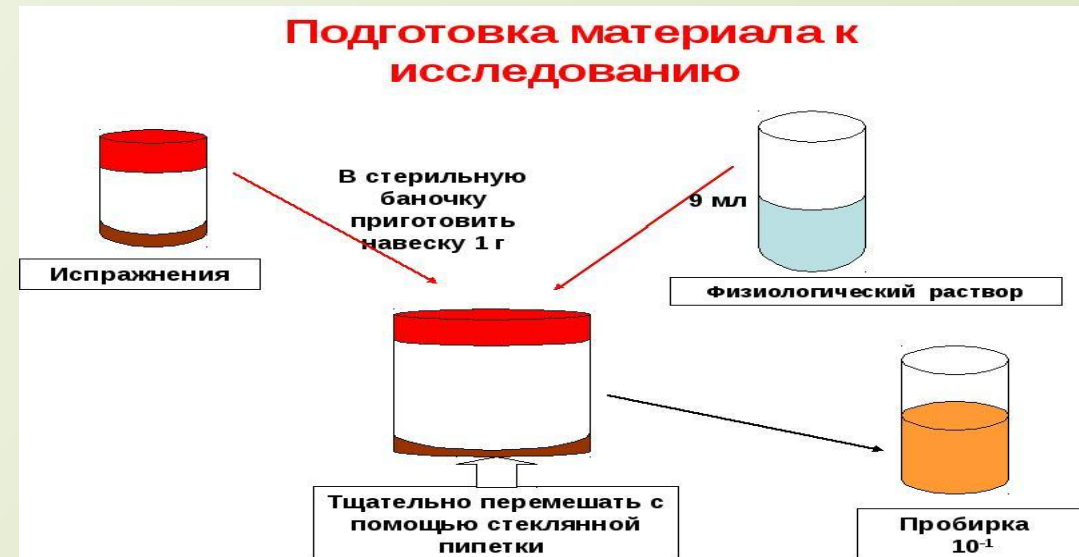 Подготовка материала к
исследованию
В стерильную
баночку
приготовить
навеску 1 г
9 мл
Испражнения
Физиологический раствор
Тщательно перемешать с
помощью стеклянной
пипетки
Пробирка
10⁻¹